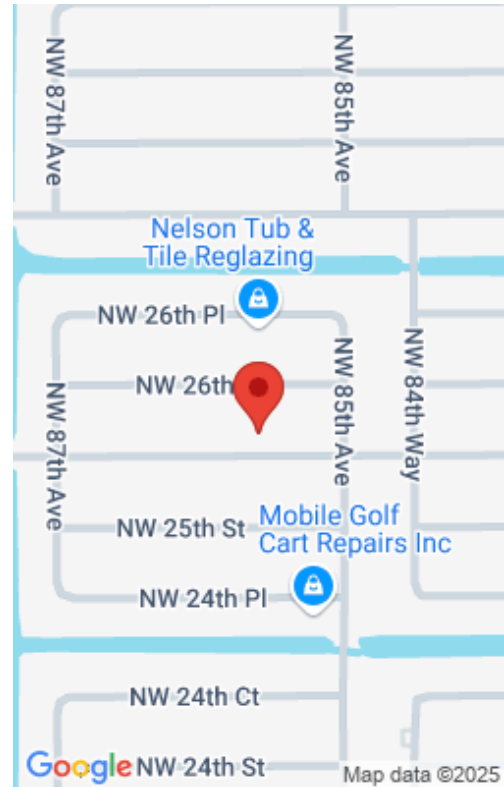 NW 87th Ave
NW 85th Ave
Nelson Tub &
Tile Reglazing
NW 26th Pl
NW 26th
NW 87th Ave
NW 85th Ave
NW 84th Way
NW 25th St
Mobile Golf
Cart Repairs Inc
NW 24th Pl
NW 24th Ct
Google
NW 24th St
Map data ©2025